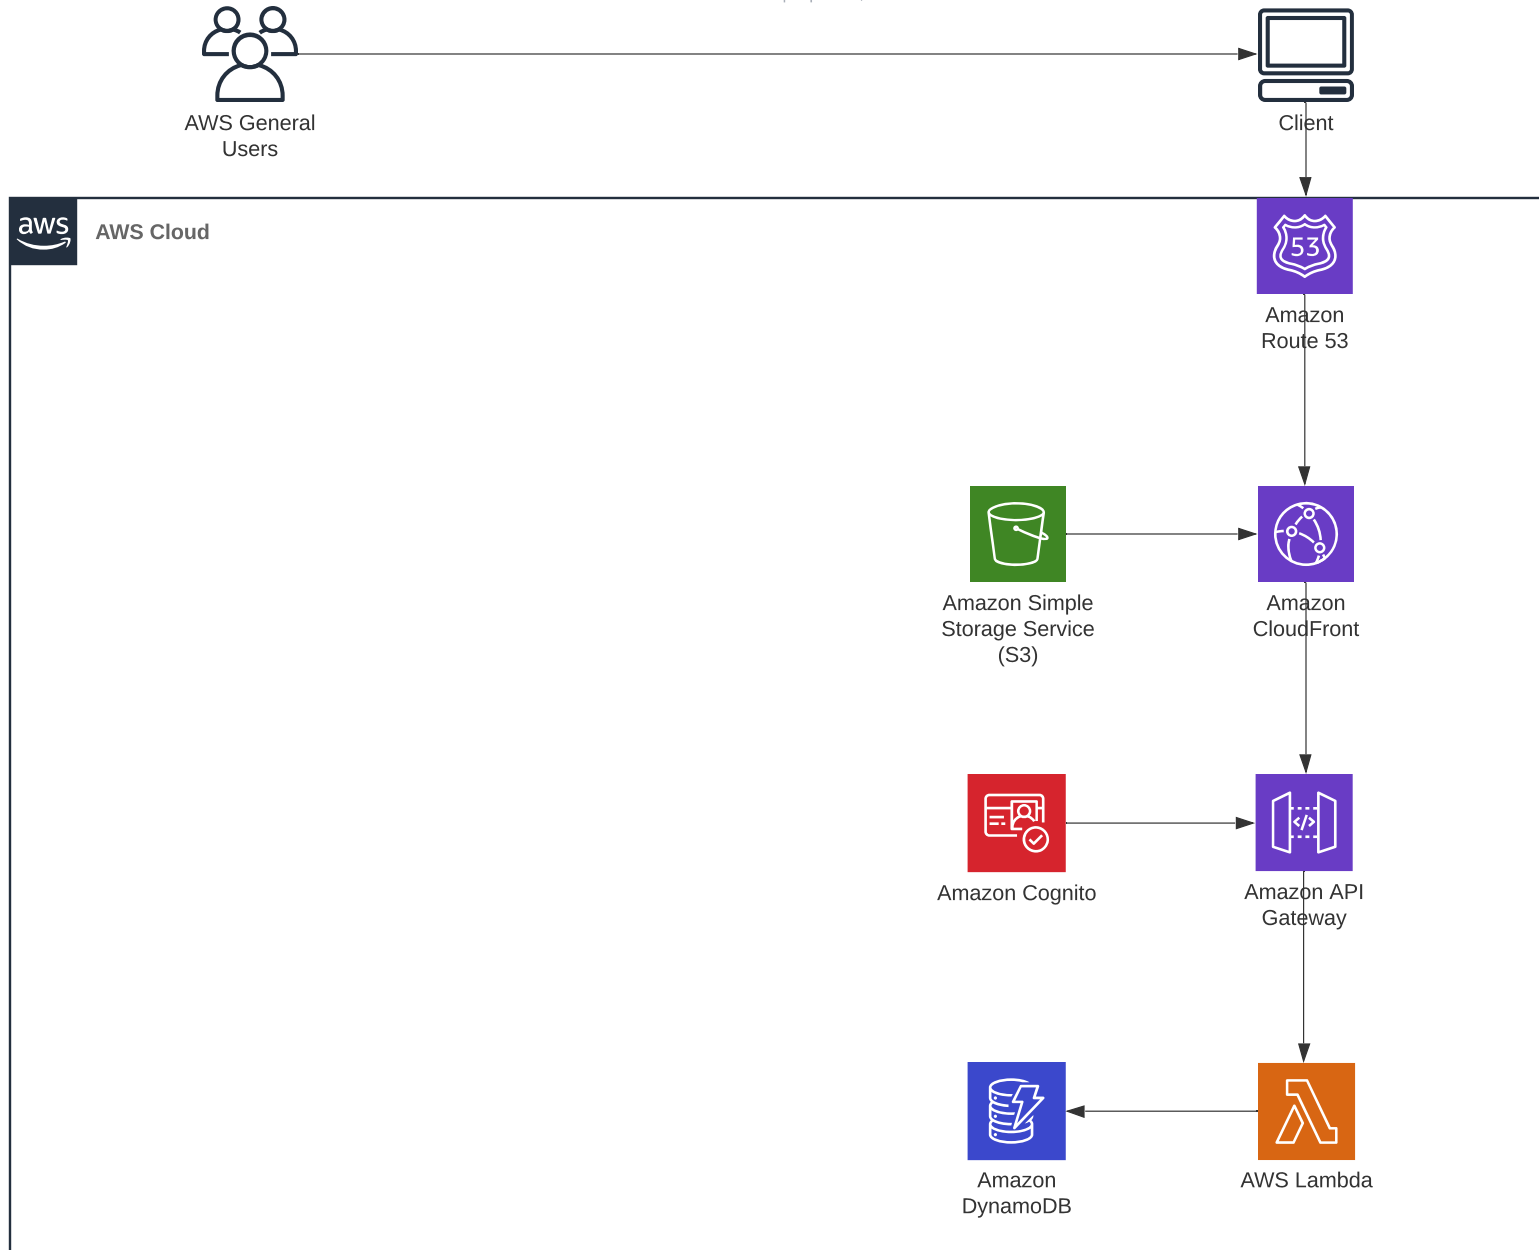 AWS General
Users
Client
aws
AWS Cloud
53
Amazon
Route 53
Amazon Simple
Storage Service
(S3)
Amazon
CloudFront
Amazon Cognito
Amazon API
Gateway
Amazon
DynamoDB
AWS Lambda